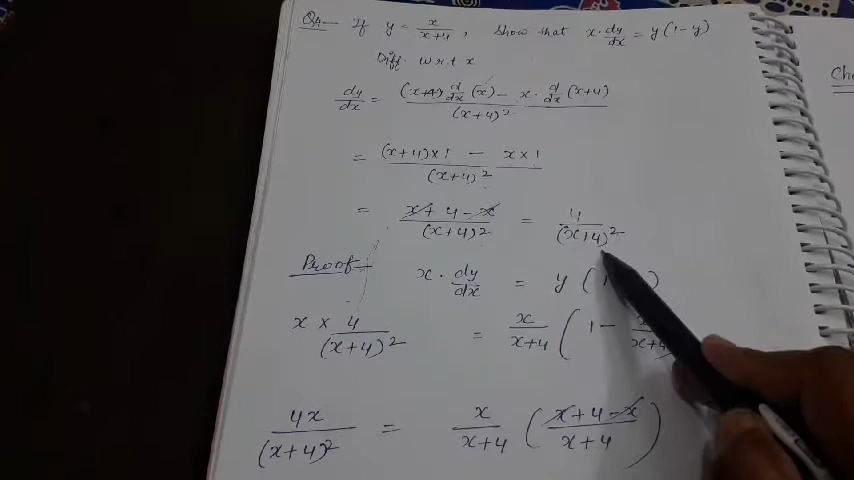 Q4- If y = x/(x+4), show that x. dy/dx = y(1-y)
Diff. w r t x
dy/dx = ((x+4) d/dx (x) - x. d/dx (x+4))/(x+4)²
= ((x+4)×1 - x×1)/(x+4)²
= (x+4-x)/(x+4)² = 4/(x+4)²
Proof- x. dy/dx = y (1 )
x × 4/(x+4)² = x/(x+4) (1 - x/(x+4
4x/(x+4)² = x/(x+4) ((x+4-x)/(x+4))
Cha